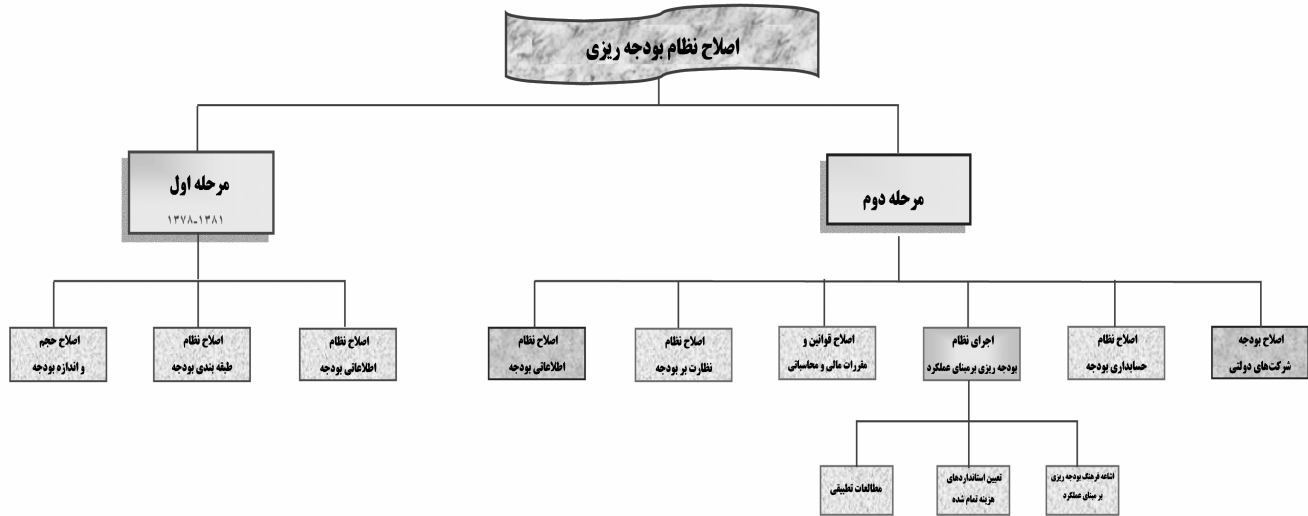 اصلاح نظام بودجه ریزی
مرحله اول
۱۳۷۸-۱۳۸۱
مرحله دوم
اصلاح نظام
اطلاعاتی بودجه
اصلاح نظام
طبقه بندی بودجه
اصلاح حجم
و اندازه بودجه
اصلاح بودجه
شرکت‌های دولتی
اصلاح نظام
حسابداری بودجه
اجرای نظام
بودجه ریزی برمبنای عملکرد
اصلاح قوانین و
مقررات مالی و محاسباتی
اصلاح نظام
نظارت بر بودجه
اصلاح نظام
اطلاعاتی بودجه
اشاعه فرهنگ بودجه ریزی
بر مبنای عملکرد
تعیین استانداردهای
هزینه تمام شده
مطالعات تطبیقی